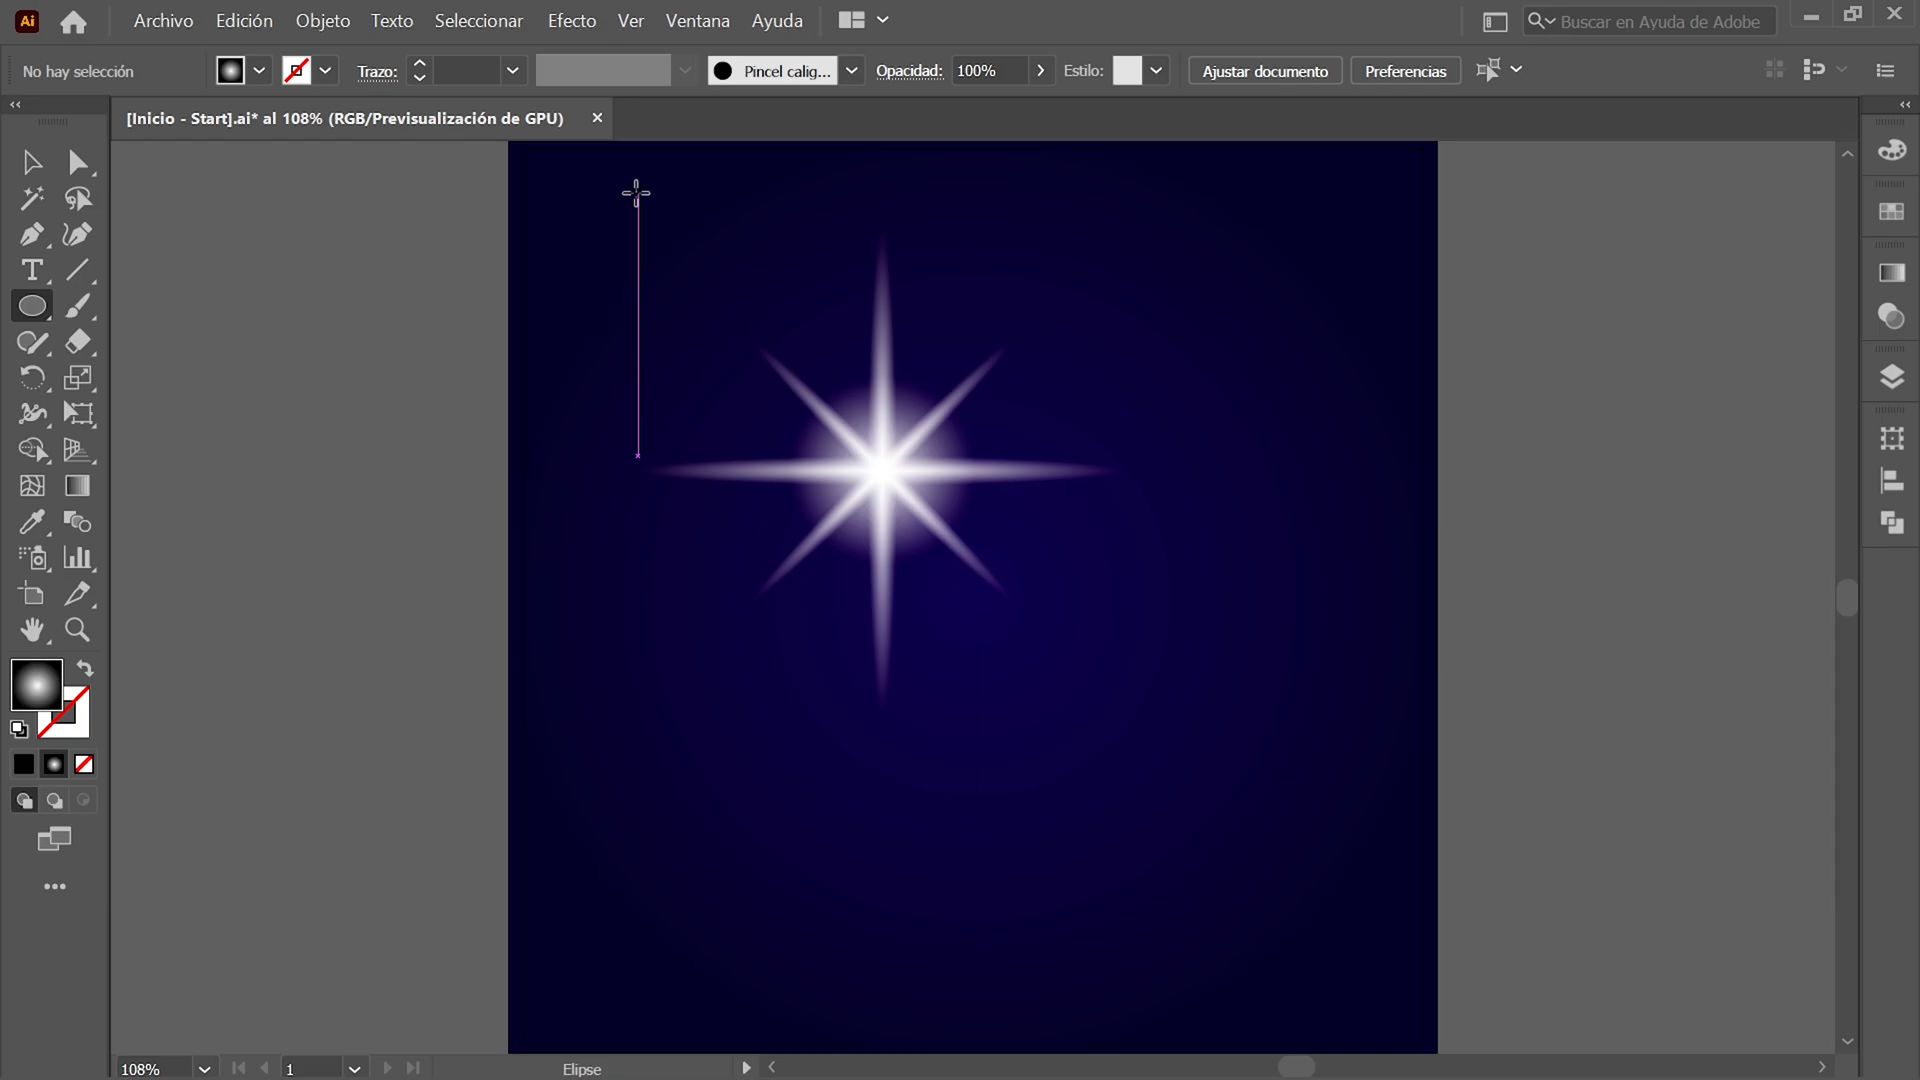 Ai Archivo Edición Objeto Texto Seleccionar Efecto Ver Ventana Ayuda Buscar en Ayuda de Adobe
No hay selección Trazo: Pincel calig... Opacidad: 100% Estilo: Ajustar documento Preferencias
[Inicio - Start].ai* al 108% (RGB/Previsualización de GPU)
T
108% 1 Elipse